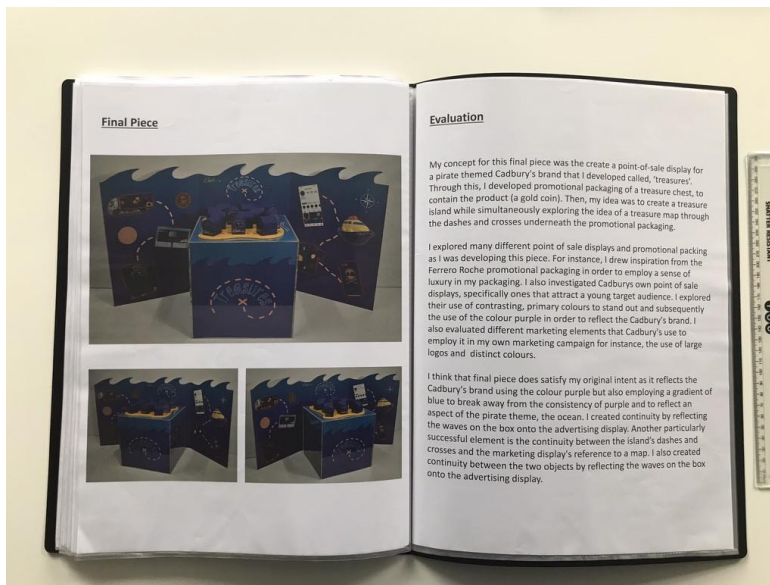 Final Piece
Treasures
Treasures
Evaluation
My concept for this final piece was the create a point-of-sale display for
a pirate themed Cadbury's brand that I developed called, 'treasures'.
Through this, I developed promotional packaging of a treasure chest, to
contain the product (a gold coin). Then, my idea was to create a treasure
island while simultaneously exploring the idea of a treasure map through
the dashes and crosses underneath the promotional packaging.
I explored many different point of sale displays and promotional packing
as I was developing this piece. For instance, I drew inspiration from the
Ferrero Roche promotional packaging in order to employ a sense of
luxury in my packaging. I also investigated Cadburys own point of sale
displays, specifically ones that attract a young target audience. I explored
their use of contrasting, primary colours to stand out and subsequently
the use of the colour purple in order to reflect the Cadbury's brand. I
also evaluated different marketing elements that Cadbury's use to
employ it in my own marketing campaign for instance, the use of large
logos and distinct colours.
I think that final piece does satisfy my original intent as it reflects the
Cadbury's brand using the colour purple but also employing a gradient of
blue to break away from the consistency of purple and to reflect an
aspect of the pirate theme, the ocean. I created continuity by reflecting
the waves on the box onto the advertising display. Another particularly
successful element is the continuity between the island's dashes and
crosses and the marketing display's reference to a map. I also created
continuity between the two objects by reflecting the waves on the box
onto the advertising display.
SHATTER RESISTANT